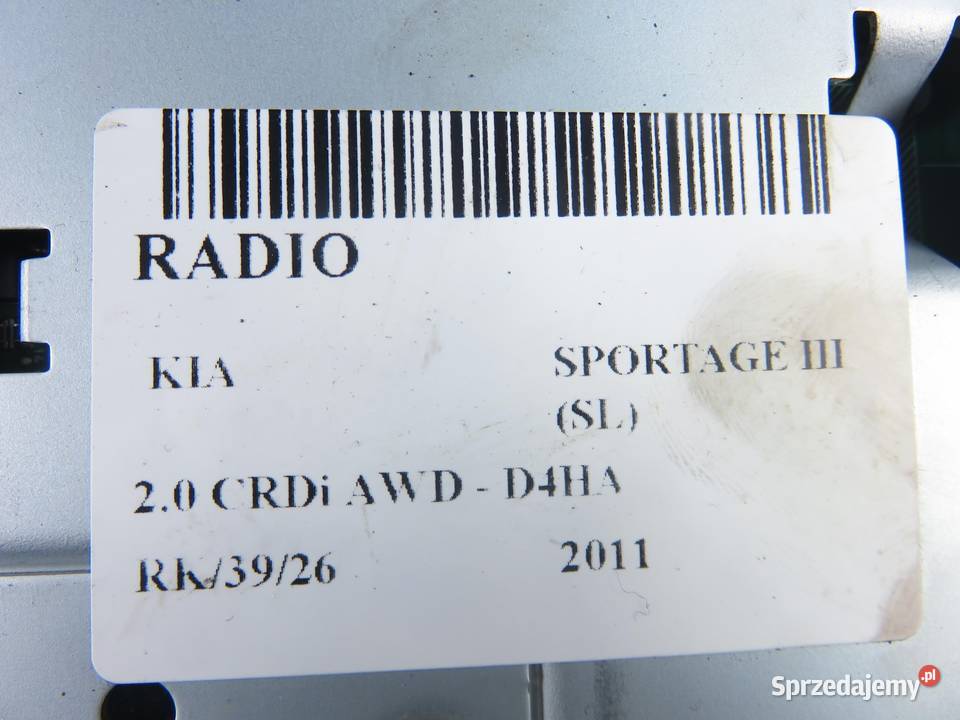 RADIO
KIA SPORTAGE III
(SL)
2.0 CRDi AWD - D4HA
RK/39/26 2011
Sprzedajemy.pl